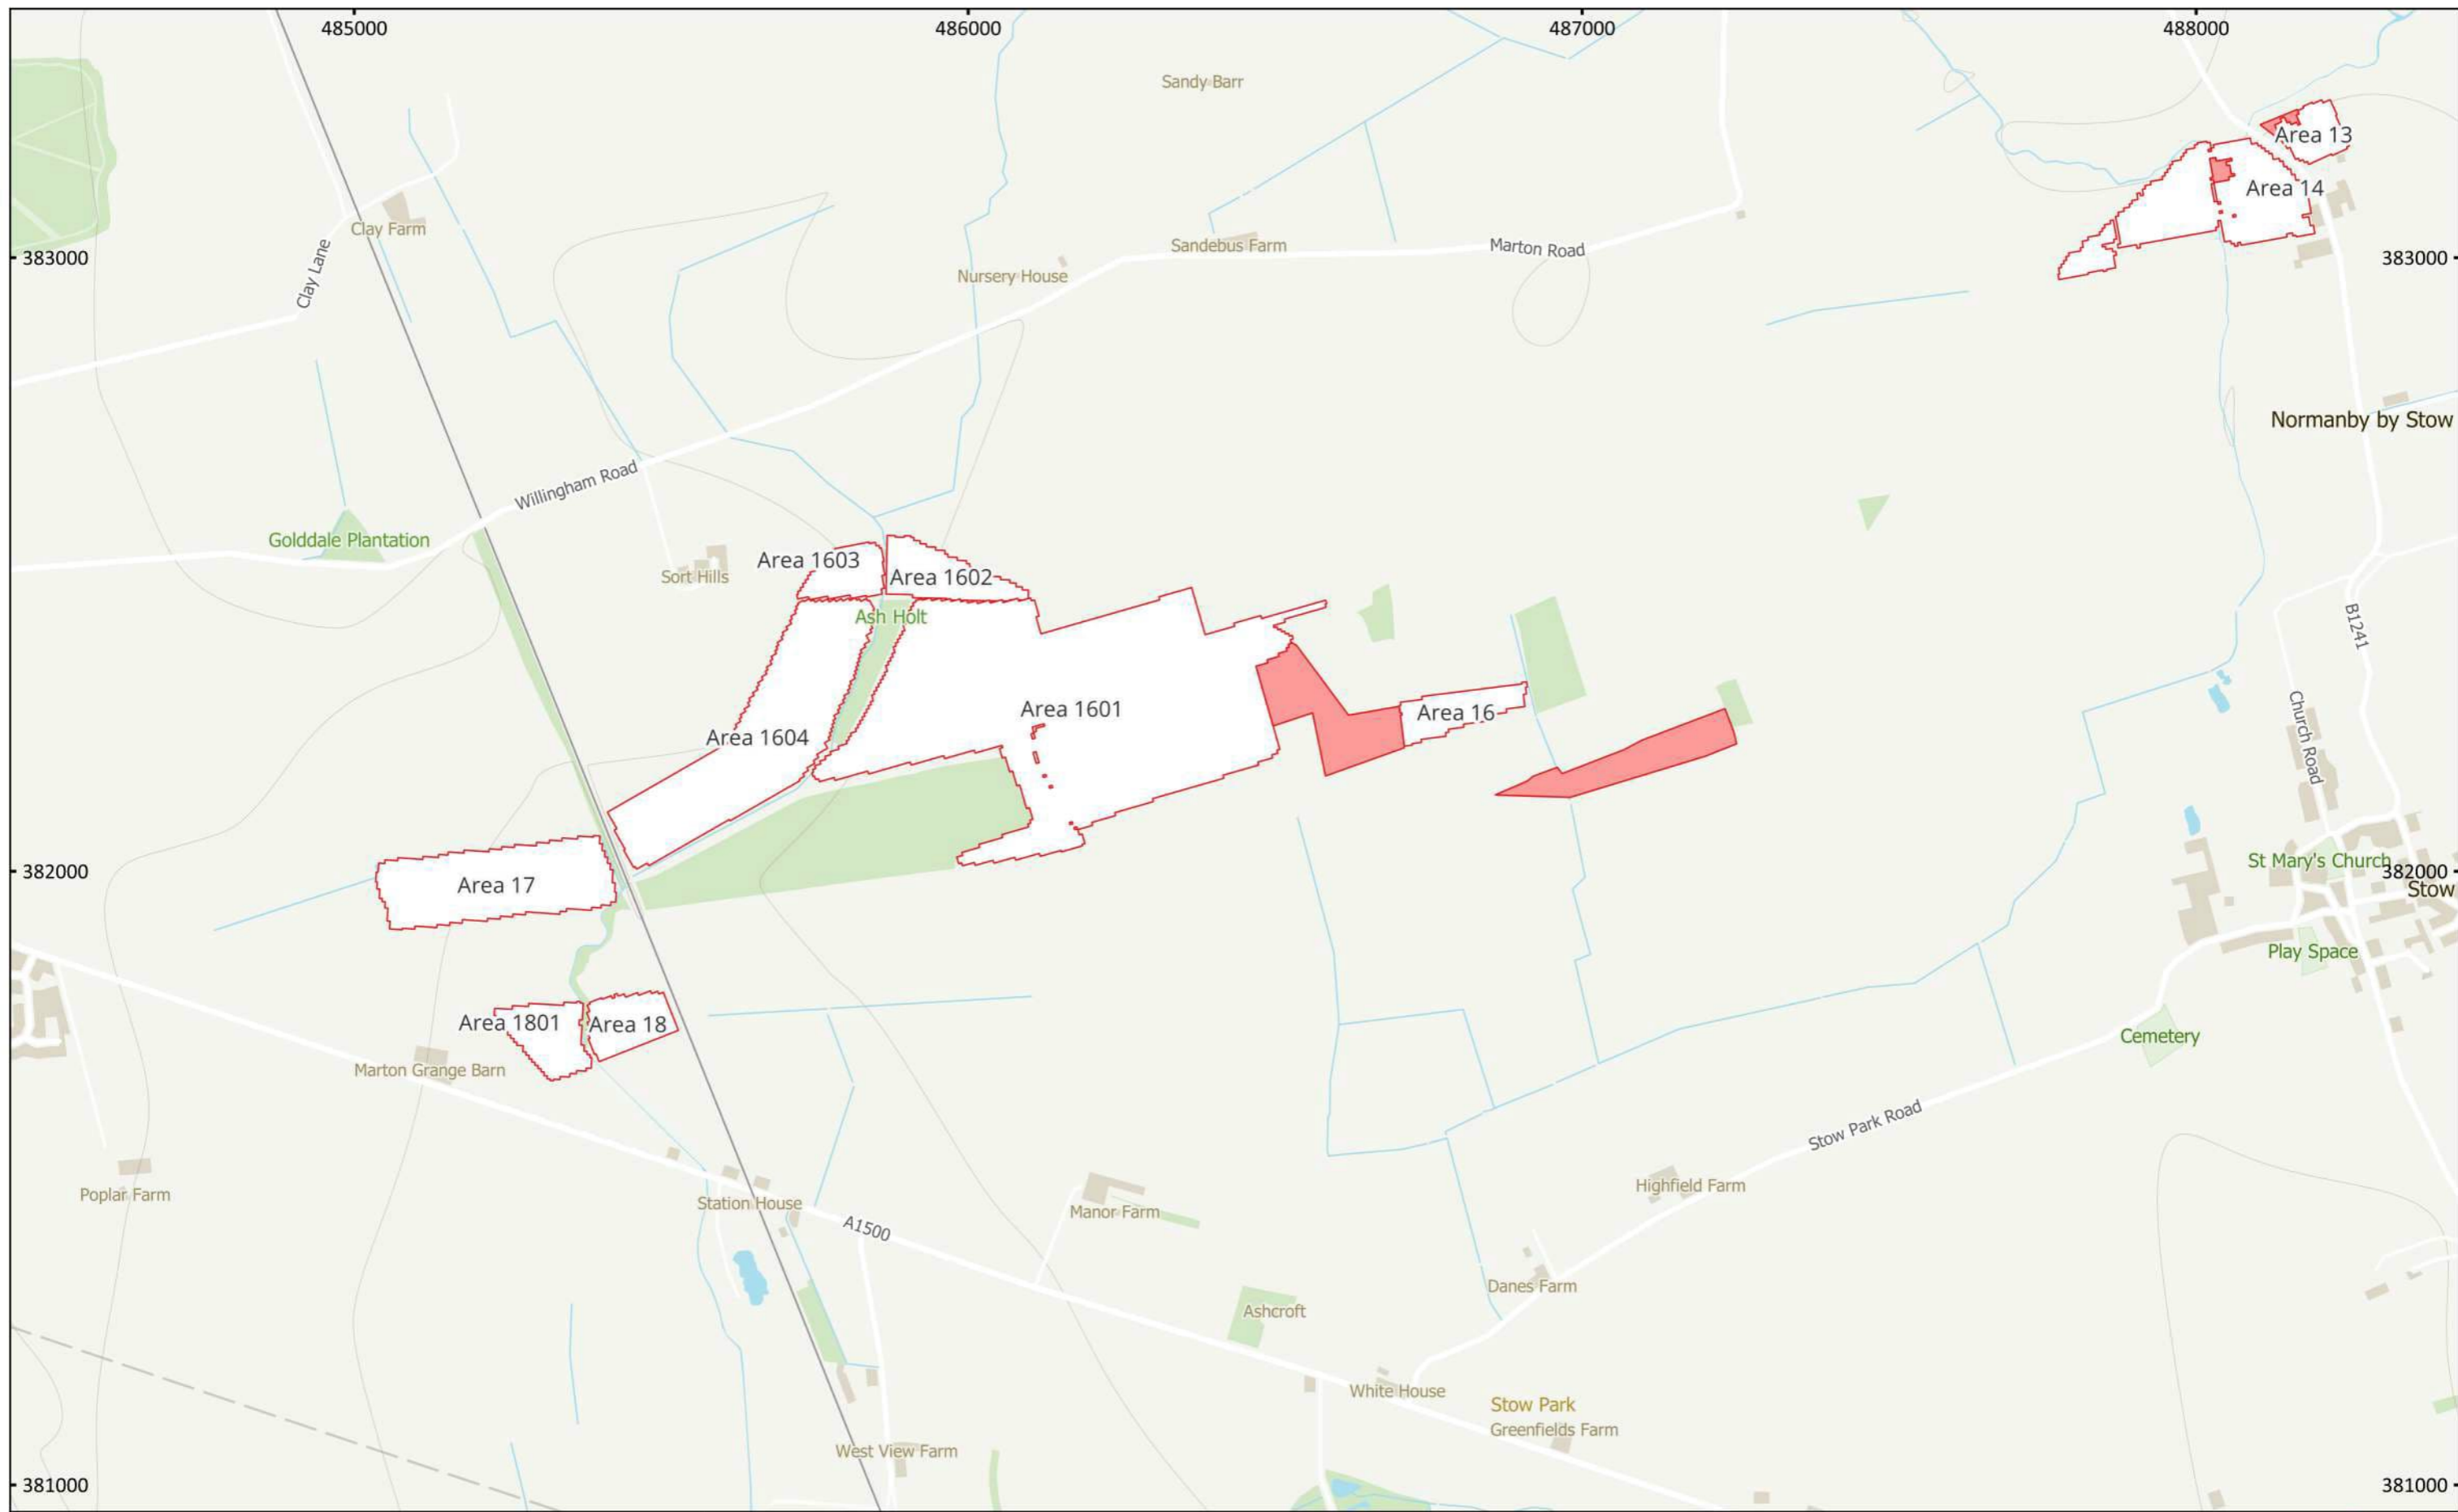 485000
486000
487000
488000
Sandy Barr
Area 13
Area 14
Clay Farm
Clay Lane
Sandebus Farm
Marton Road
383000
383000
Nursery House
Normanby by Stow
Willingham Road
Golddale Plantation
Sort Hills
Area 1603
Area 1602
Ash Holt
B1241
Area 1601
Area 16
Church Road
Area 1604
St Mary's Church
382000
382000
Stow
Area 17
Play Space
Area 1801
Area 18
Cemetery
Marton Grange Barn
Stow Park Road
Poplar Farm
Station House
Highfield Farm
Manor Farm
A1500
Danes Farm
Ashcroft
White House
Stow Park
Greenfields Farm
West View Farm
381000
381000